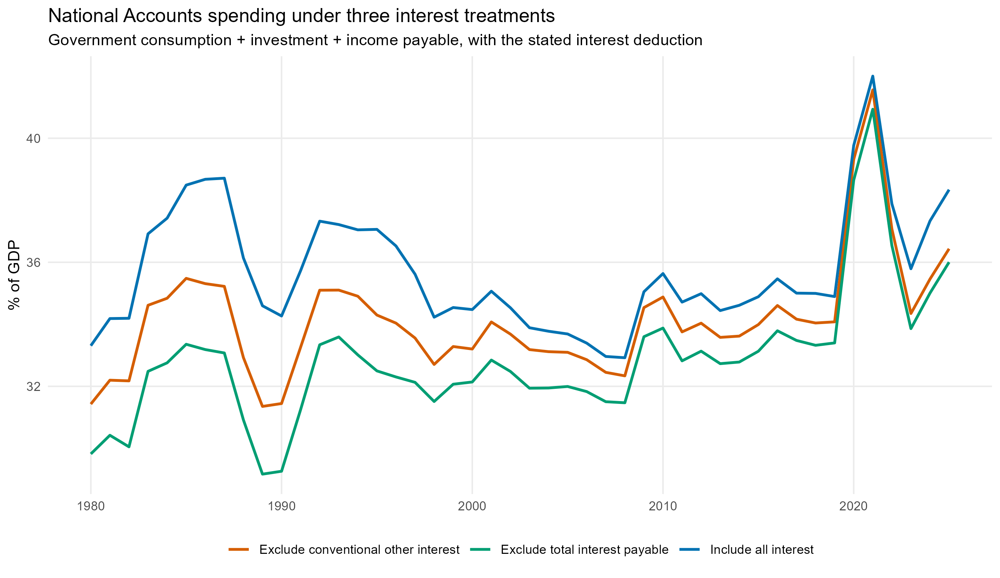 National Accounts spending under three interest treatments
Government consumption + investment + income payable, with the stated interest deduction
% of GDP
40
36
32
1980 1990 2000 2010 2020
Exclude conventional other interest Exclude total interest payable Include all interest